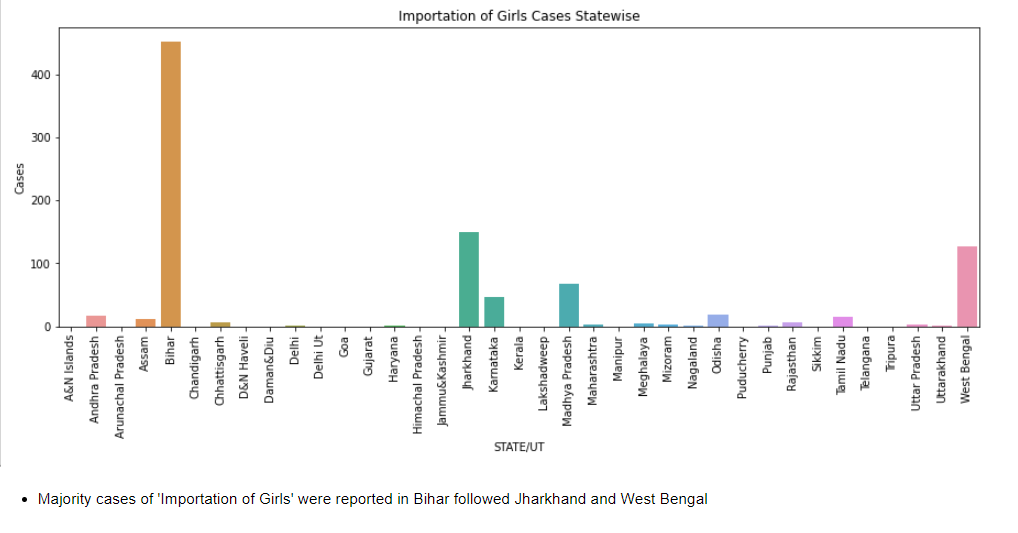 Importation of Girls Cases Statewise
400
300
200
100
0
Cases
A&N Islands
Andhra Pradesh
Arunachal Pradesh
Assam
Bihar
Chandigarh
Chhattisgarh
D&N Haveli
Daman&Diu
Delhi
Delhi Ut
Goa
Gujarat
Haryana
Himachal Pradesh
Jammu&Kashmir
Jharkhand
Karnataka
Kerala
Lakshadweep
Madhya Pradesh
Maharashtra
Manipur
Meghalaya
Mizoram
Nagaland
Odisha
Puducherry
Punjab
Rajasthan
Sikkim
Tamil Nadu
Telangana
Tripura
Uttar Pradesh
Uttarakhand
West Bengal
STATE/UT
• Majority cases of 'Importation of Girls' were reported in Bihar followed Jharkhand and West Bengal